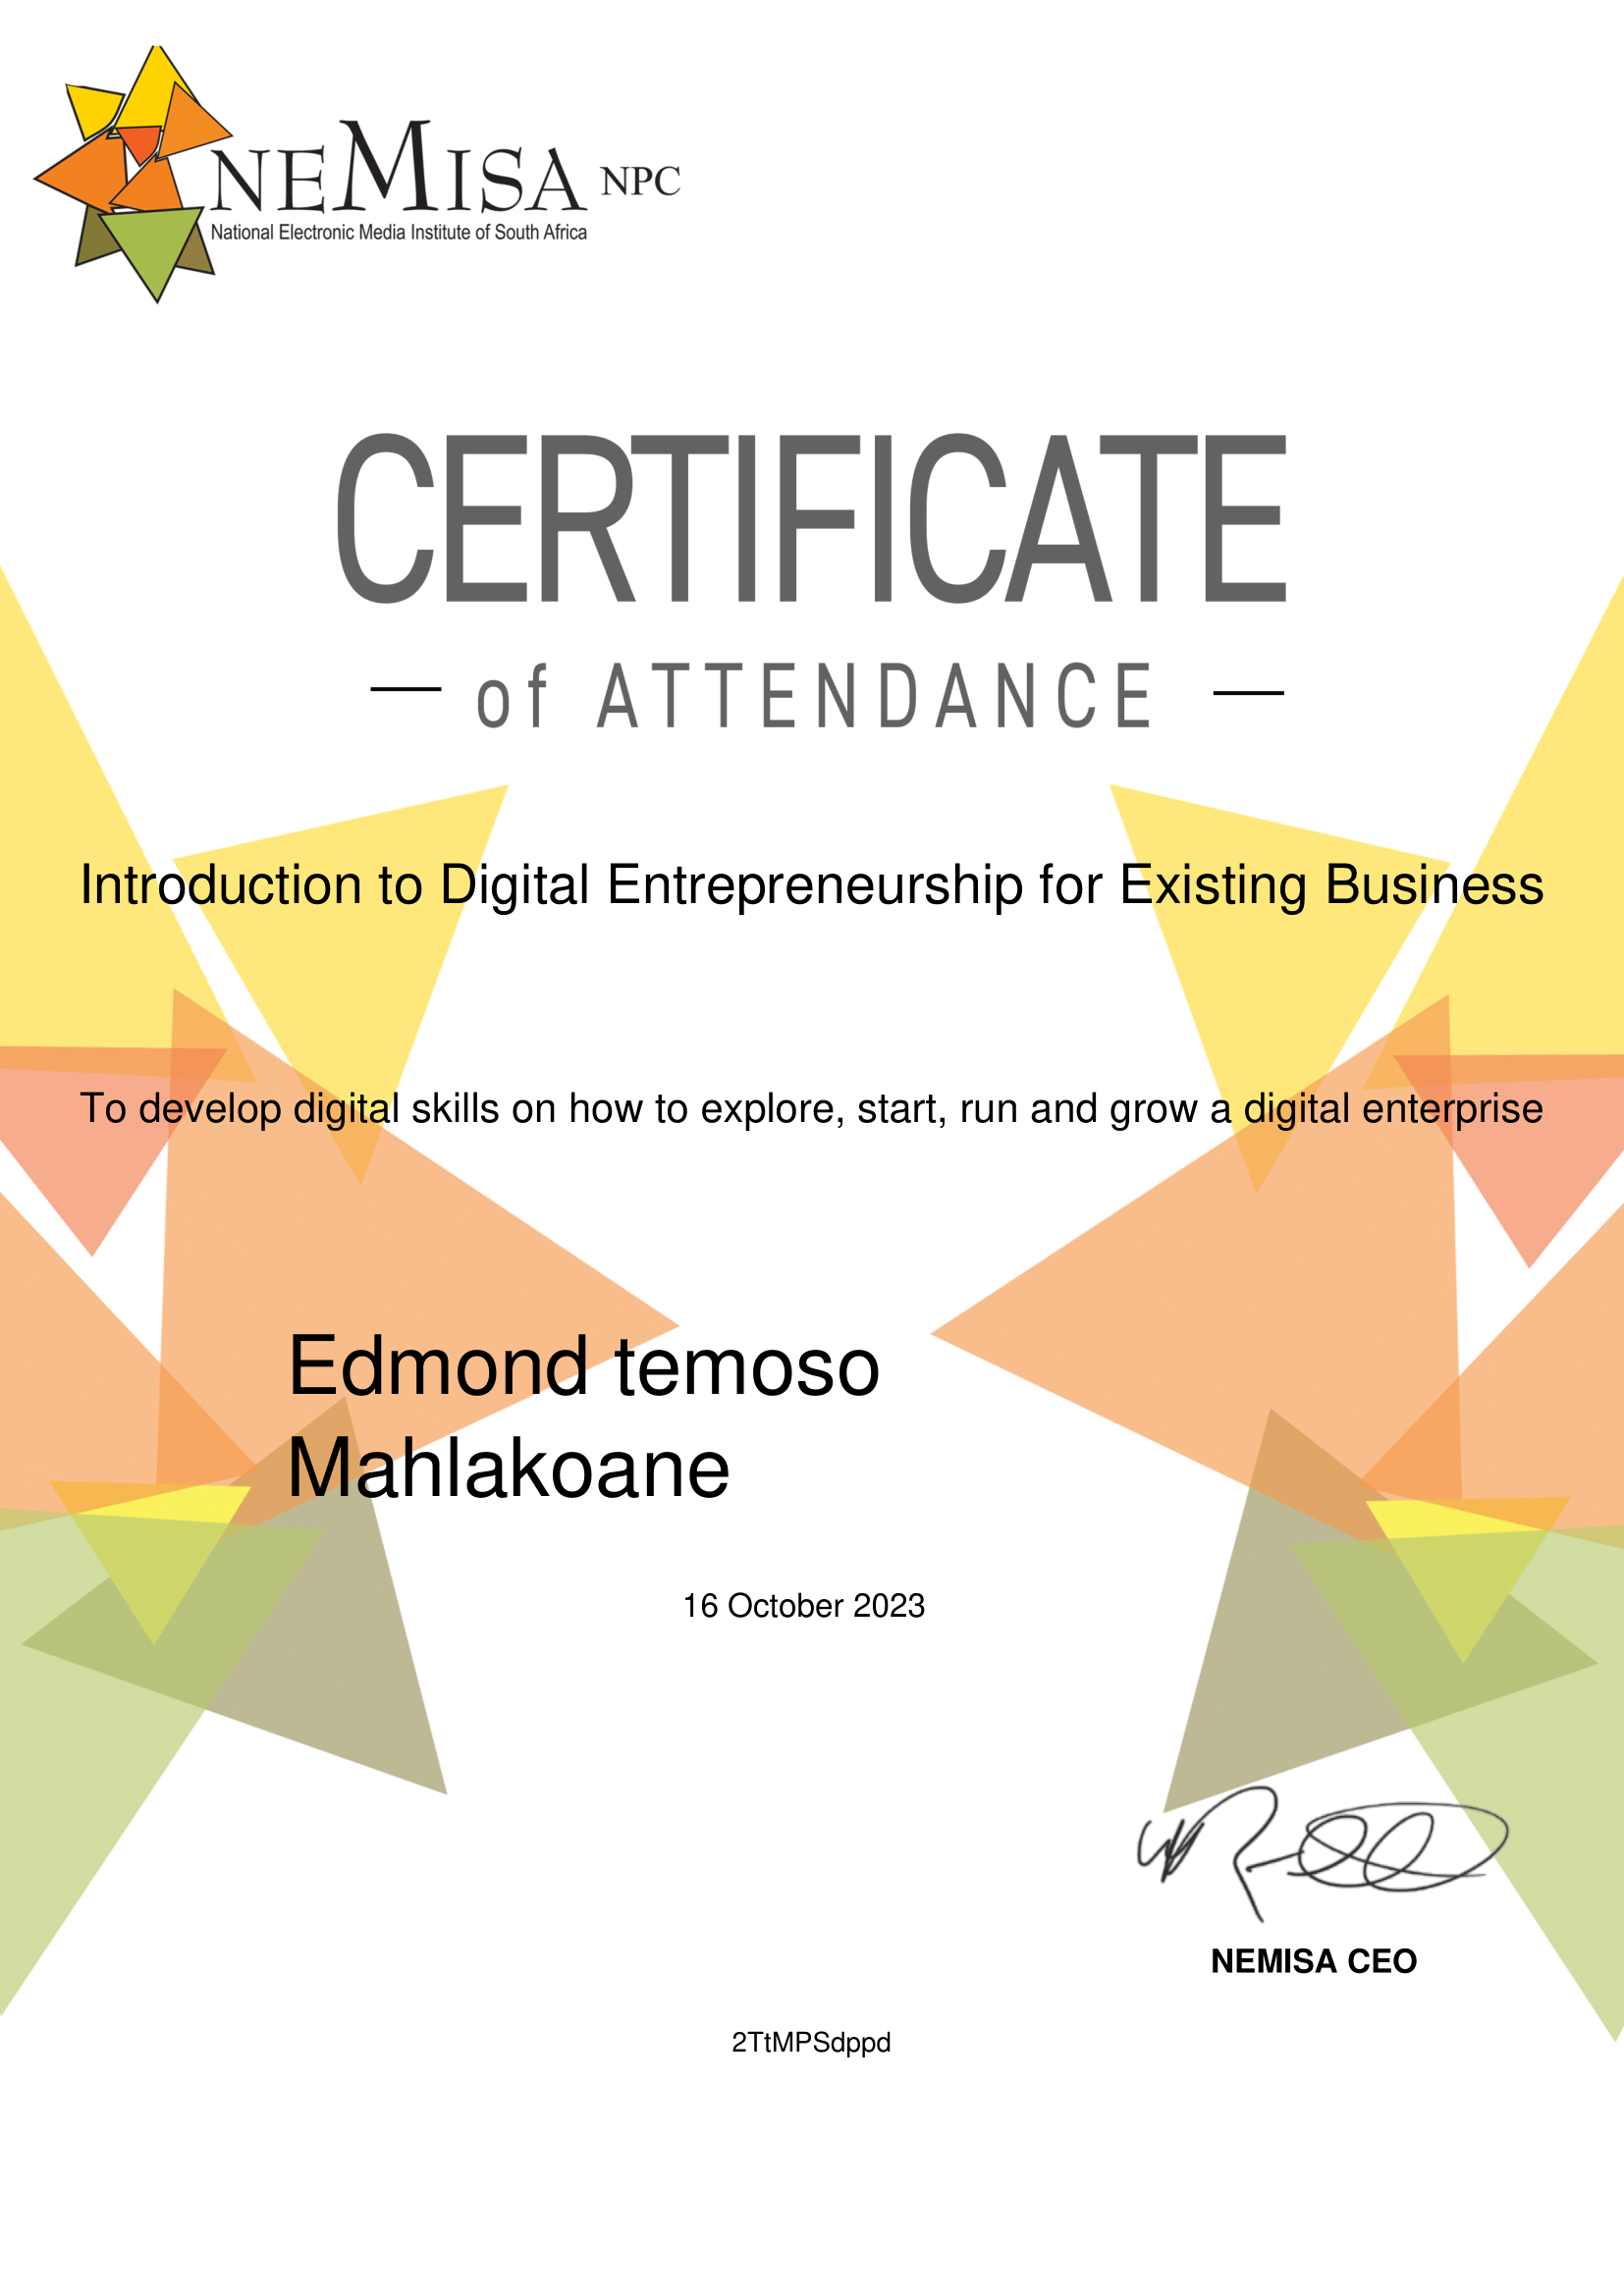 NEMISA NPC
National Electronic Media Institute of South Africa
CERTIFICATE
of ATTENDANCE
Introduction to Digital Entrepreneurship for Existing Business
To develop digital skills on how to explore, start, run and grow a digital enterprise
Edmond temoso
Mahlakoane
16 October 2023
NEMISA CEO
2TtMPSdppd